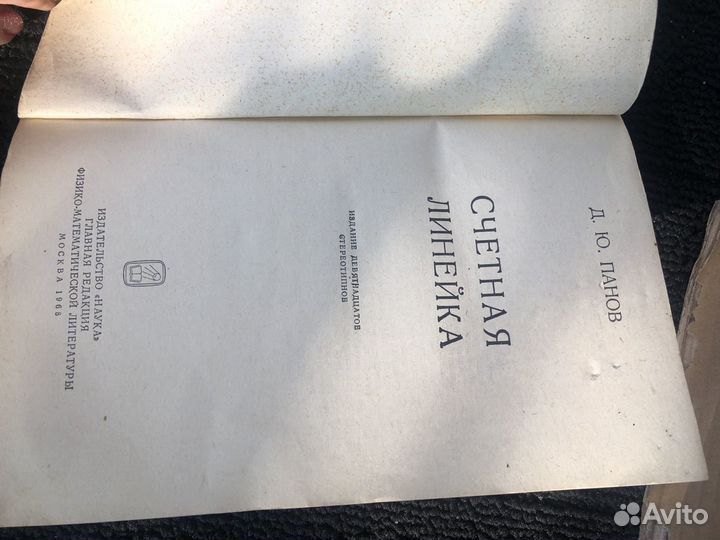 Д. Ю. ПАНОВ
СЧЕТНАЯ
ЛИНЕЙКА
ИЗДАНИЕ ДЕВЯТНАДЦАТОЕ
СТЕРЕОТИПНОЕ
ИЗДАТЕЛЬСТВО «НАУКА»
ГЛАВНАЯ РЕДАКЦИЯ
ФИЗИКО-МАТЕМАТИЧЕСКОЙ ЛИТЕРАТУРЫ
МОСКВА 1968
Avito